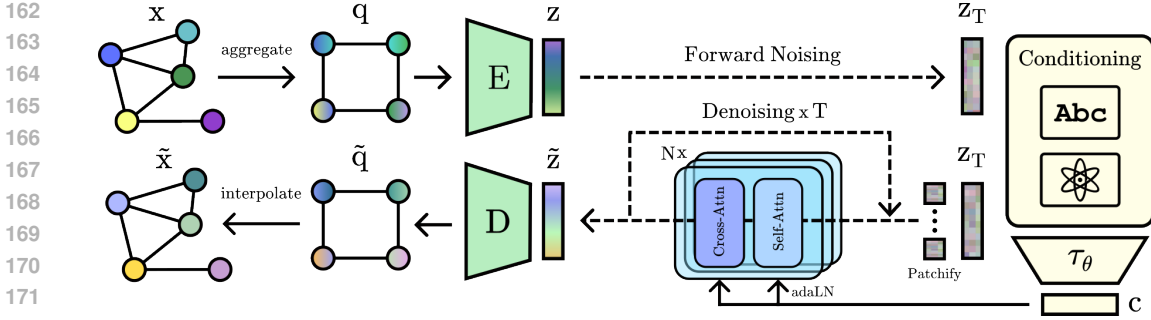 162
163
164
165
166
167
168
169
170
171
x
aggregate
q
E
z
Forward Noising
z_T
Conditioning
Abc
Denoising x T
x̃
interpolate
q̃
D
z̃
Nx
Cross-Attn
Self-Attn
adaLN
Patchify
z_T
τ_θ
c